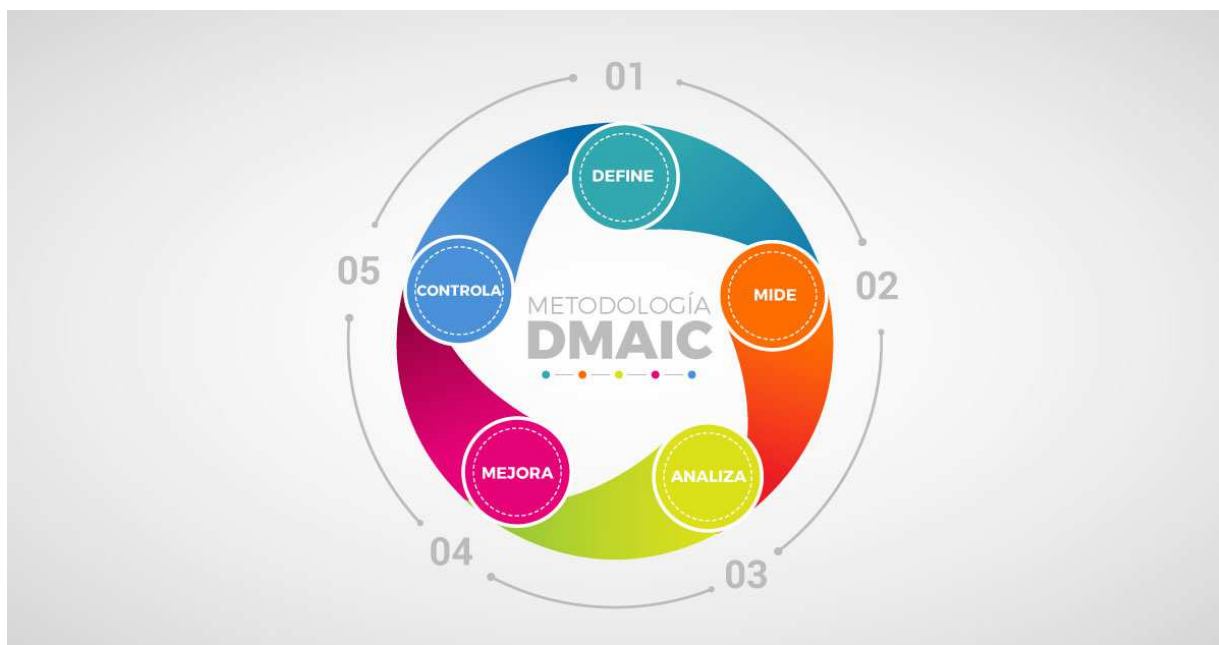 01
DEFINE
02
MIDE
03
ANALIZA
04
MEJORA
05
CONTROLA
METODOLOGÍA
DMAIC